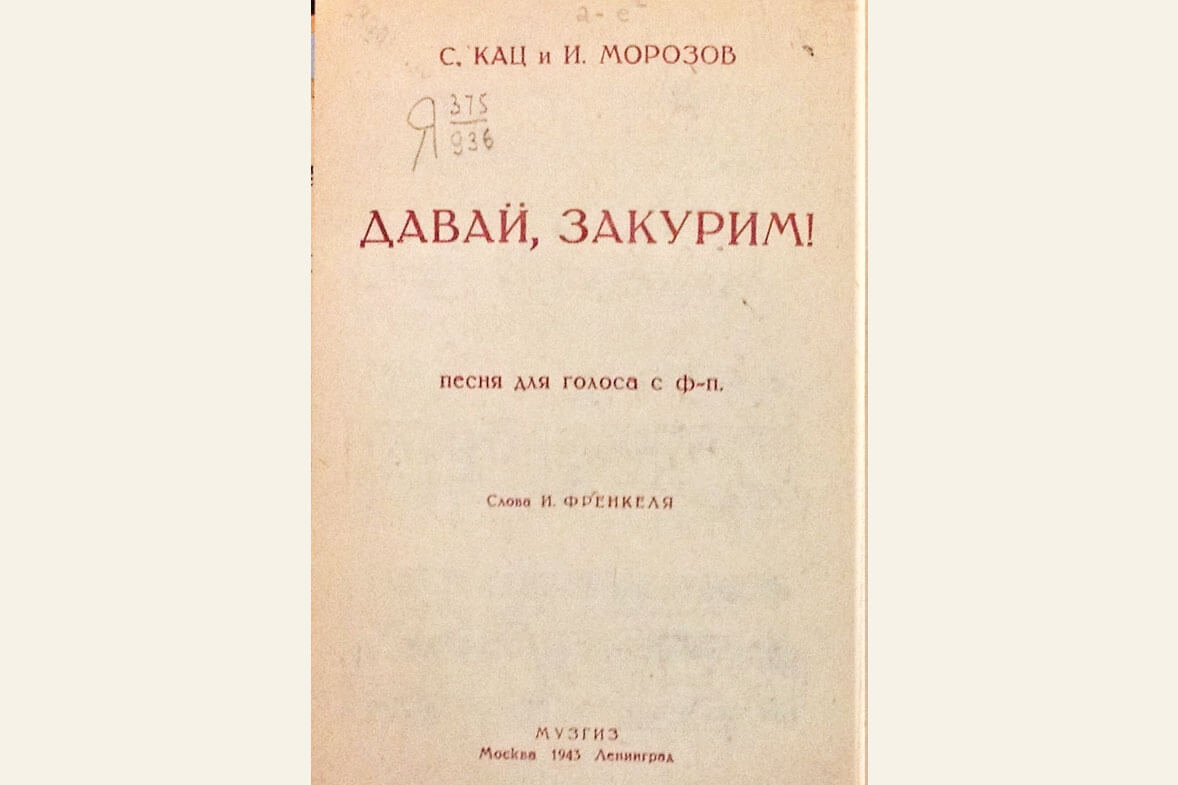 а-е
С. КАЦ и И. МОРОЗОВ
Я 375
936
ДАВАЙ, ЗАКУРИМ!
песня для голоса с ф-п.
Слова И. ФРЕНКЕЛЯ
МУЗГИЗ
Москва 1943 Ленинград